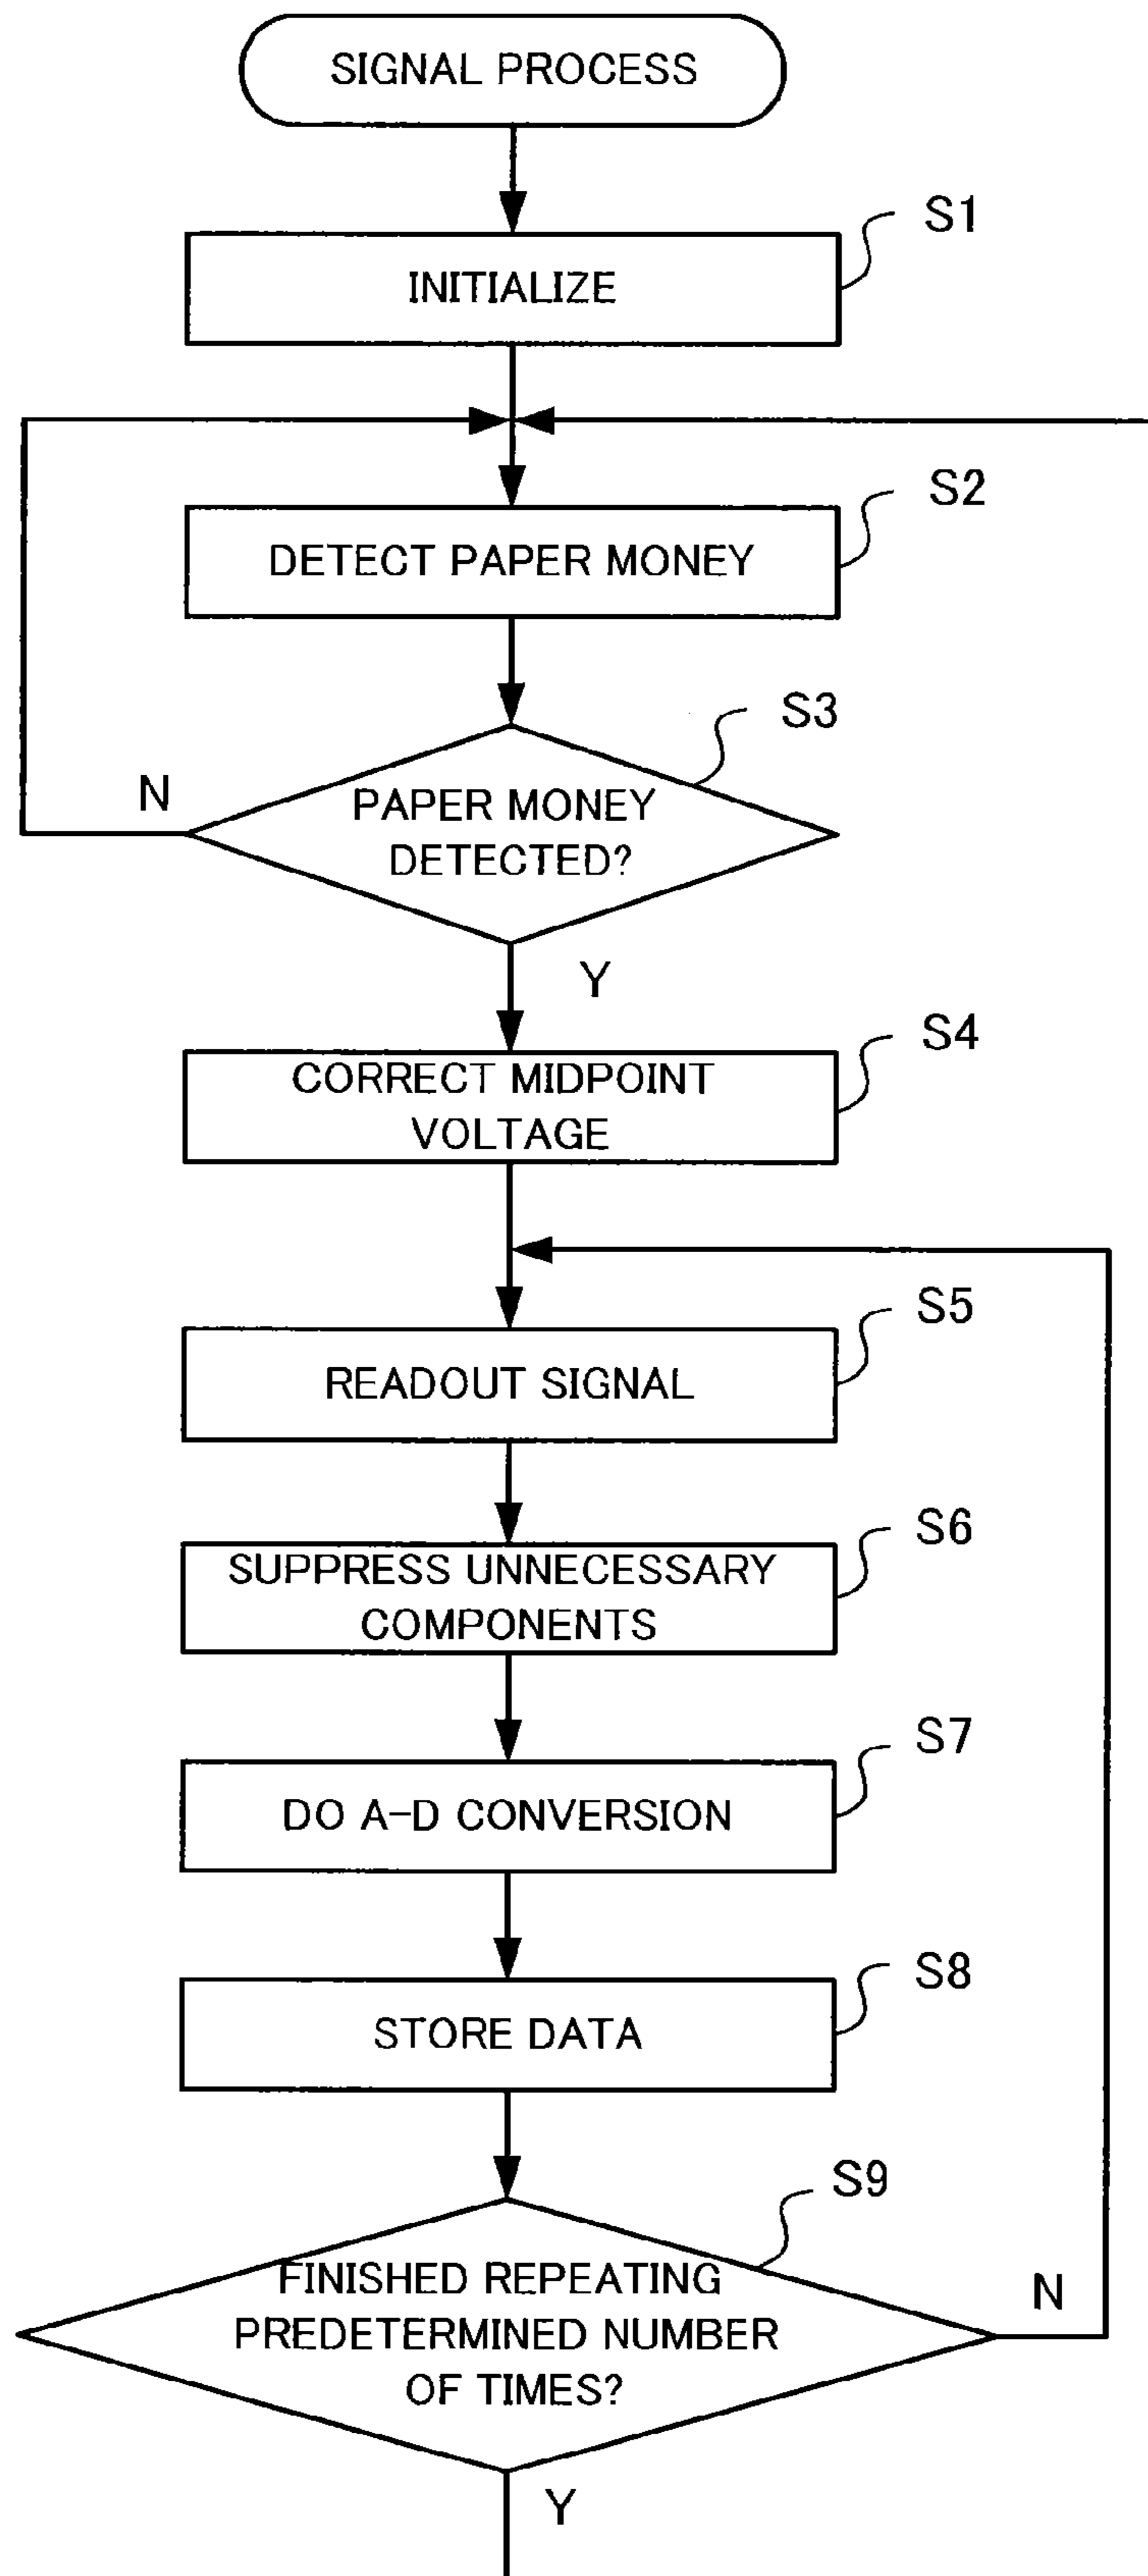 SIGNAL PROCESS
S1
INITIALIZE
S2
DETECT PAPER MONEY
S3
N
PAPER MONEY
DETECTED?
Y
S4
CORRECT MIDPOINT
VOLTAGE
S5
READOUT SIGNAL
S6
SUPPRESS UNNECESSARY
COMPONENTS
S7
DO A-D CONVERSION
S8
STORE DATA
S9
FINISHED REPEATING
N
PREDETERMINED NUMBER
OF TIMES?
Y